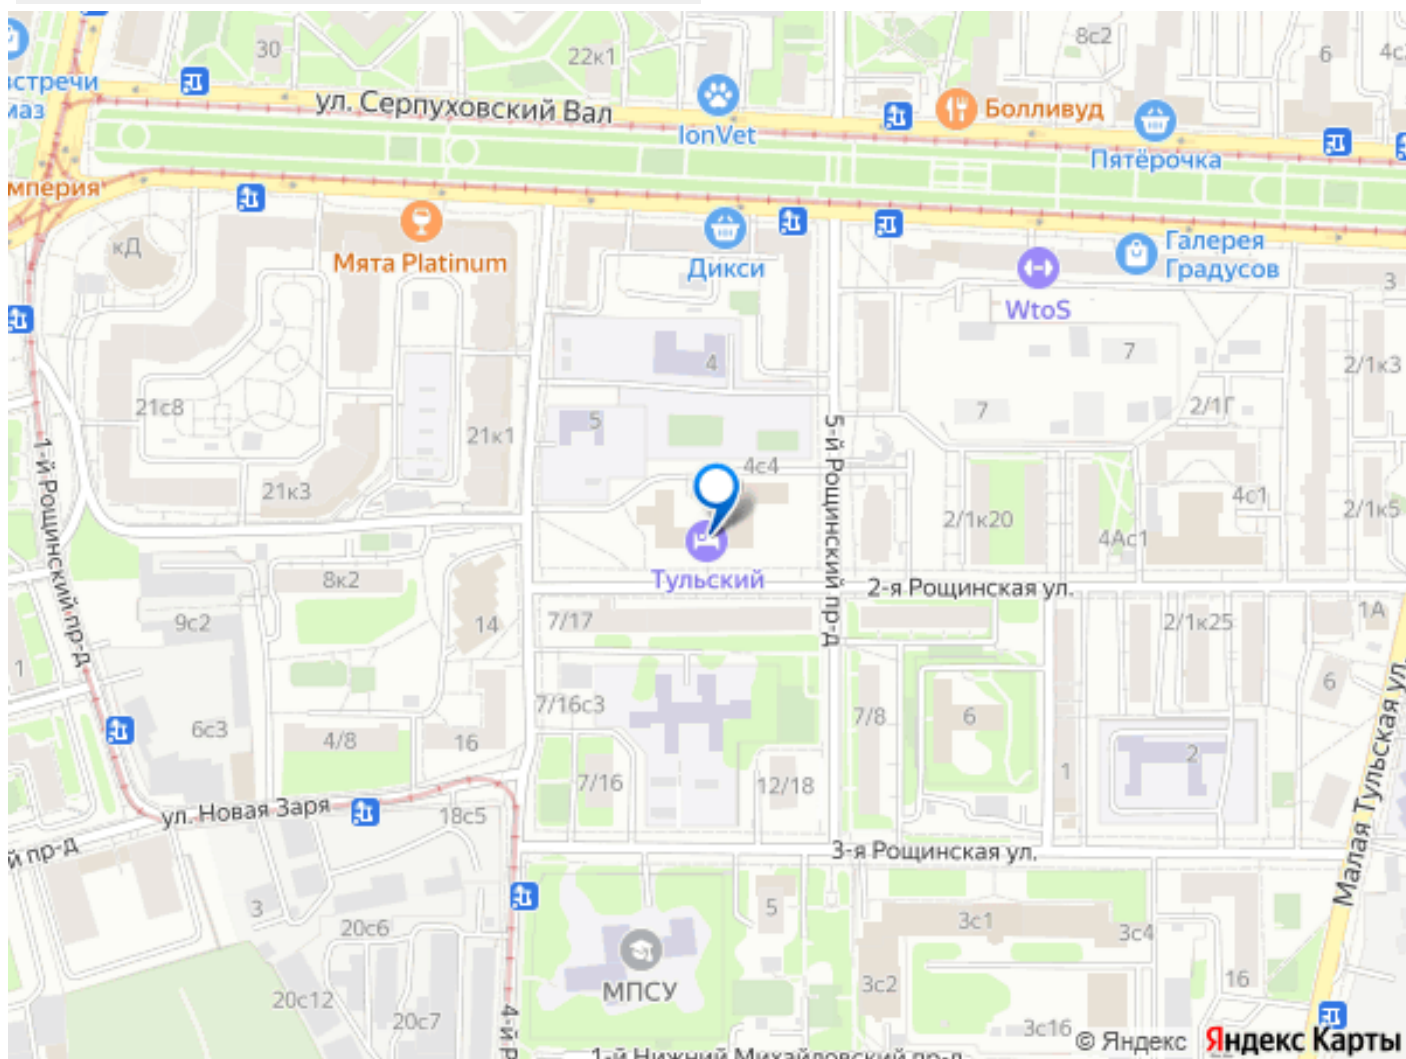 30
22к1
8с2
6
4с
встречи
маз
ул. Серпуховский Вал
IonVet
Болливуд
Пятёрочка
мперия
кД
Мята Platinum
Дикси
Галерея
Градусов
WtoS
3
4
7
2/1к3
21с8
5
7
2/1Г
21к1
4с4
21к3
1-й Рощинский пр-д
5-й Рощинский пр-д
2/1к20
4с1
2/1к5
4Ас1
Тульский
8к2
2-я Рощинская ул.
9с2
14
7/17
2/1к25
1А
1
6
7/16с3
7/8
6
6с3
4/8
16
2
7/16
12/18
1
ул. Новая Заря
18с5
Малая Тульская ул.
й пр-д
3-я Рощинская ул.
3
20с6
5
3с1
3с4
МПСУ
3с2
16
20с12
20с7
4-й Р
3с16
1-й Нижний Михайловский пр-д
© Яндекс
Яндекс Карты